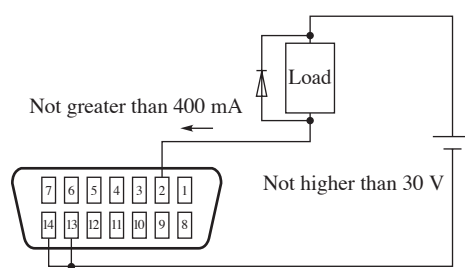 Load
Not greater than 400 mA
Not higher than 30 V
7 6 5 4 3 2 1
14 13 12 11 10 9 8